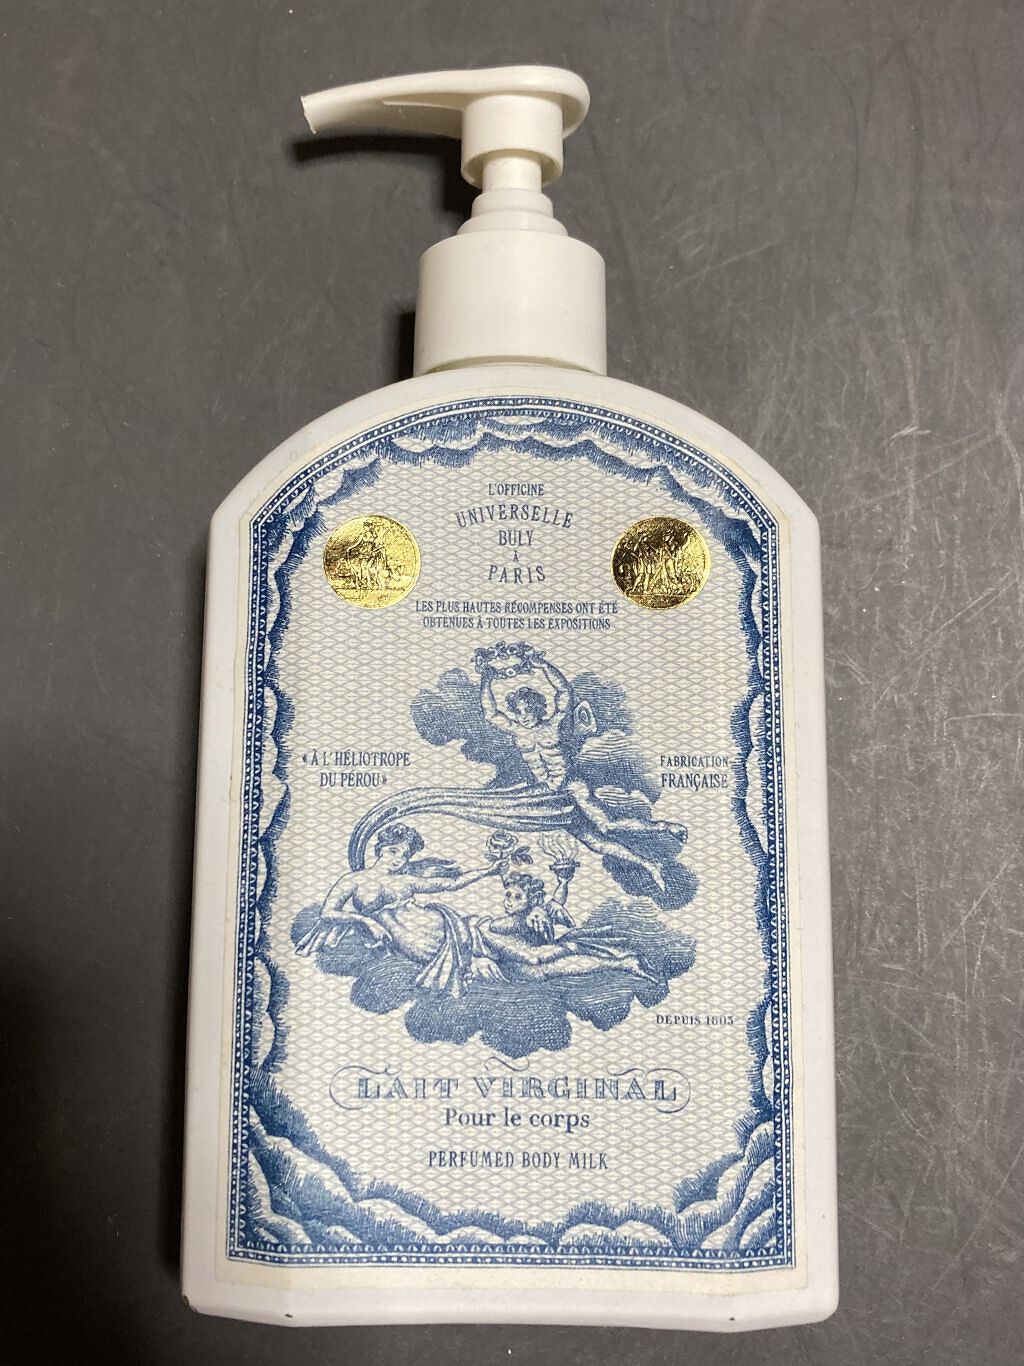 L'OFFICINE
UNIVERSELLE
BULY
À
PARIS
LES PLUS HAUTES RÉCOMPENSES ONT ÉTÉ
OBTENUES À TOUTES LES EXPOSITIONS
« À L'HÉLIOTROPE
DU PÉROU »
FABRICATION
FRANÇAISE
DEPUIS 1803
LAIT VIRGINAL
Pour le corps
PERFUMED BODY MILK